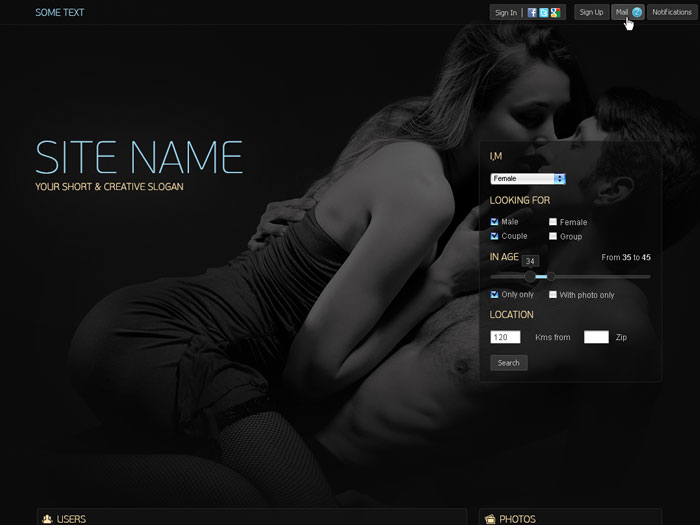 SOME TEXT
Sign In | Sign Up Mail 2 Notifications
SITE NAME
YOUR SHORT & CREATIVE SLOGAN
I,M
Female
LOOKING FOR
Male Female
Couple Group
IN AGE 34 From 35 to 45
Only only With photo only
LOCATION
120 Kms from Zip
Search
USERS PHOTOS